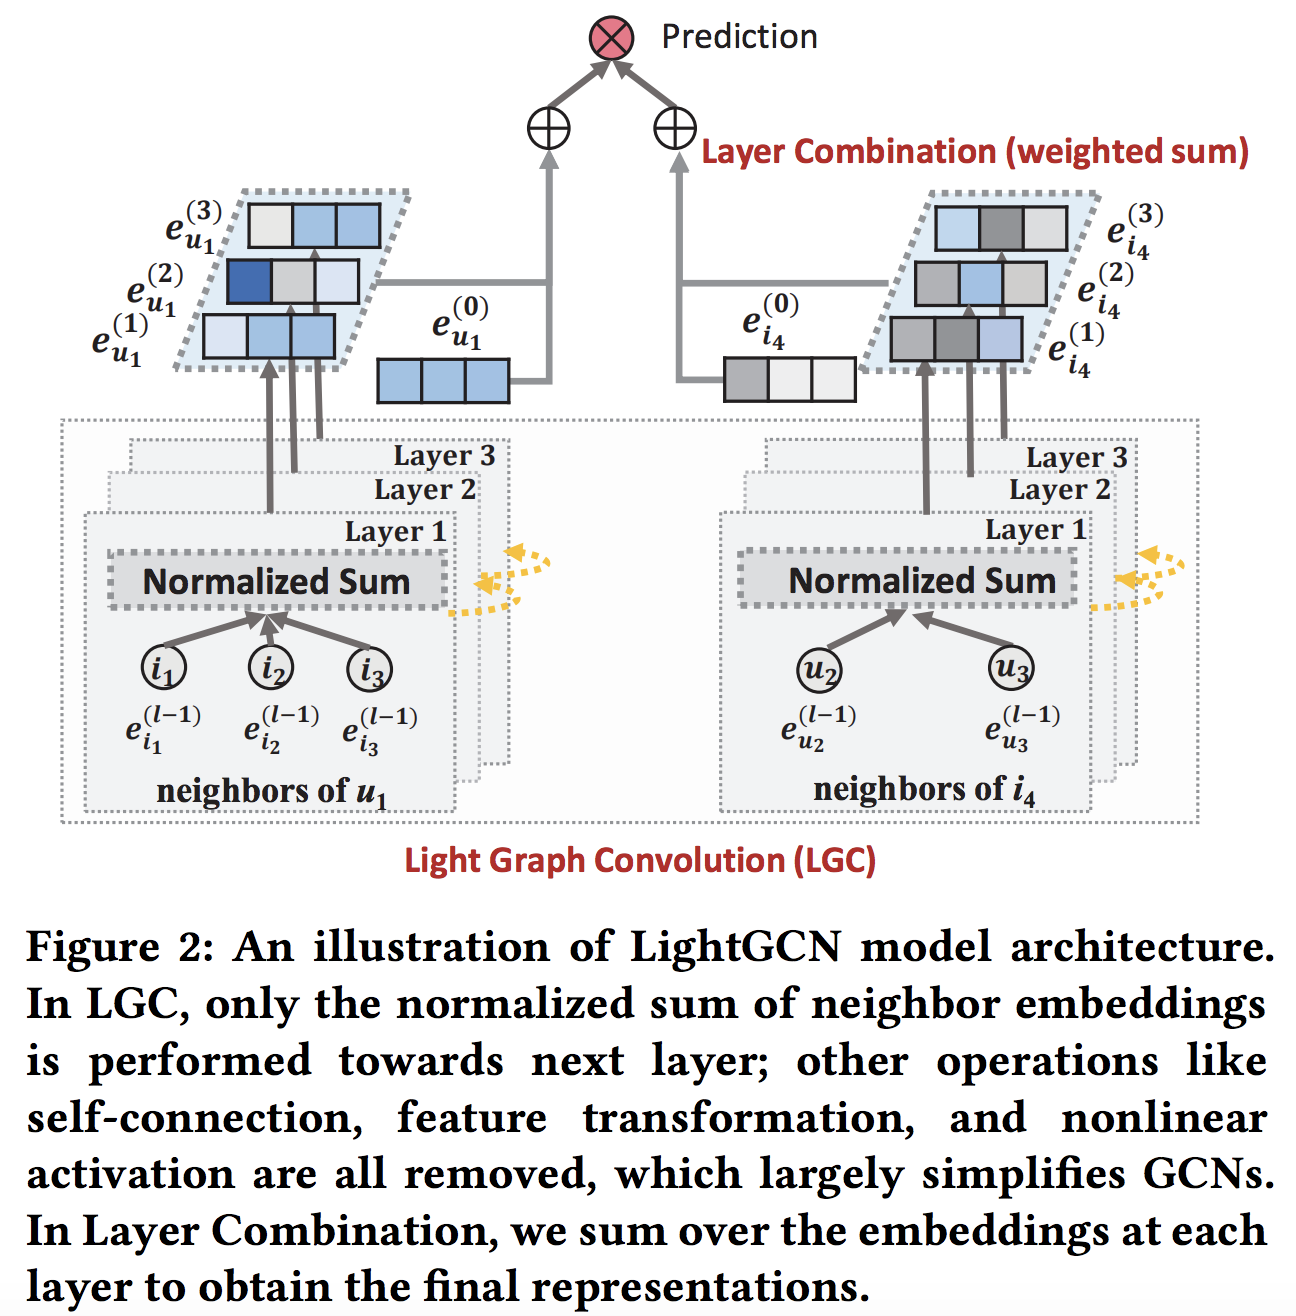 Prediction
Layer Combination (weighted sum)
e_{u_1}^{(3)}
e_{u_1}^{(2)}
e_{u_1}^{(1)}
e_{u_1}^{(0)}
e_{i_4}^{(0)}
e_{i_4}^{(3)}
e_{i_4}^{(2)}
e_{i_4}^{(1)}
Layer 3
Layer 2
Layer 1
Normalized Sum
i_1 i_2 i_3
e_{i_1}^{(l-1)} e_{i_2}^{(l-1)} e_{i_3}^{(l-1)}
neighbors of u_1
Layer 3
Layer 2
Layer 1
Normalized Sum
u_2 u_3
e_{u_2}^{(l-1)} e_{u_3}^{(l-1)}
neighbors of i_4
Light Graph Convolution (LGC)
Figure 2: An illustration of LightGCN model architecture.
In LGC, only the normalized sum of neighbor embeddings
is performed towards next layer; other operations like
self-connection, feature transformation, and nonlinear
activation are all removed, which largely simplifies GCNs.
In Layer Combination, we sum over the embeddings at each
layer to obtain the final representations.